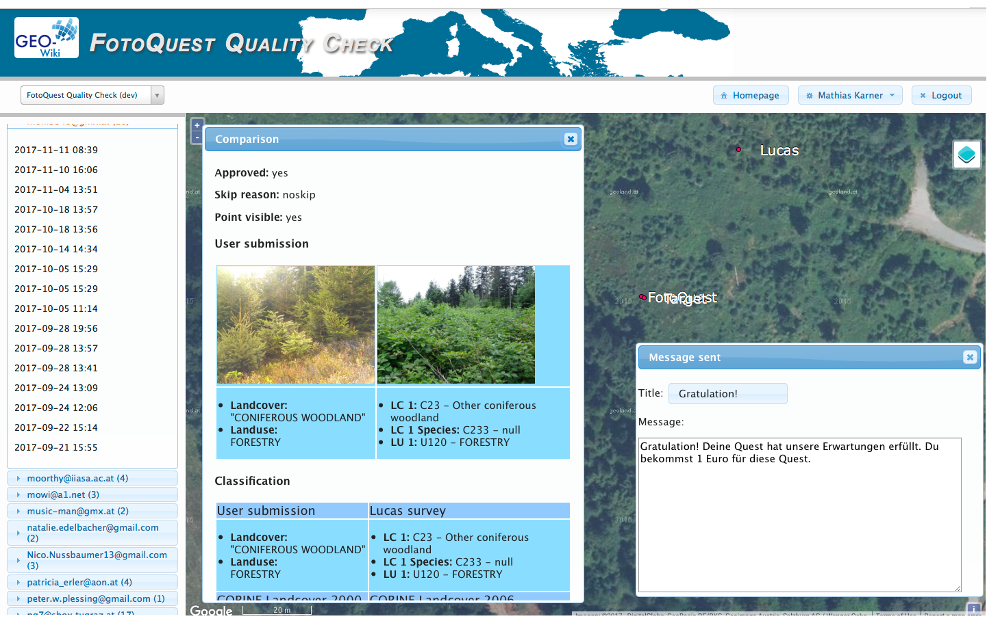 GEO-
Wiki
FotoQuest Quality Check
FotoQuest Quality Check (dev)
Homepage
Mathias Karner
Logout
2017-11-11 08:39
2017-11-10 16:06
2017-11-04 13:51
2017-10-18 13:57
2017-10-18 13:56
2017-10-14 14:34
2017-10-05 15:29
2017-10-05 15:29
2017-10-05 11:14
2017-09-28 19:56
2017-09-28 13:57
2017-09-28 13:41
2017-09-24 13:09
2017-09-24 12:06
2017-09-22 15:14
2017-09-21 15:55
moorthy@iiasa.ac.at (4)
mowi@a1.net (3)
music-man@gmx.at (2)
natalie.edelbacher@gmail.com
(2)
Nico.Nussbaumer13@gmail.com
(3)
patricia_erler@aon.at (4)
peter.w.plessing@gmail.com (1)
+
-
Comparison
Approved: yes
Skip reason: noskip
Point visible: yes
User submission
Landcover:
"CONIFEROUS WOODLAND"
Landuse:
FORESTRY
LC 1: C23 - Other coniferous
woodland
LC 1 Species: C233 - null
LU 1: U120 - FORESTRY
Classification
User submission
Lucas survey
Landcover:
"CONIFEROUS WOODLAND"
Landuse:
FORESTRY
LC 1: C23 - Other coniferous
woodland
LC 1 Species: C233 - null
LU 1: U120 - FORESTRY
CORINE Landcover 2000
CORINE Landcover 2006
Google
20 m
Lucas
geoland.at
geoland.at
FotoQuest
Target
2015
2015
Message sent
Title: Gratulation!
Message:
Gratulation! Deine Quest hat unsere Erwartungen erfüllt. Du
bekommst 1 Euro für diese Quest.